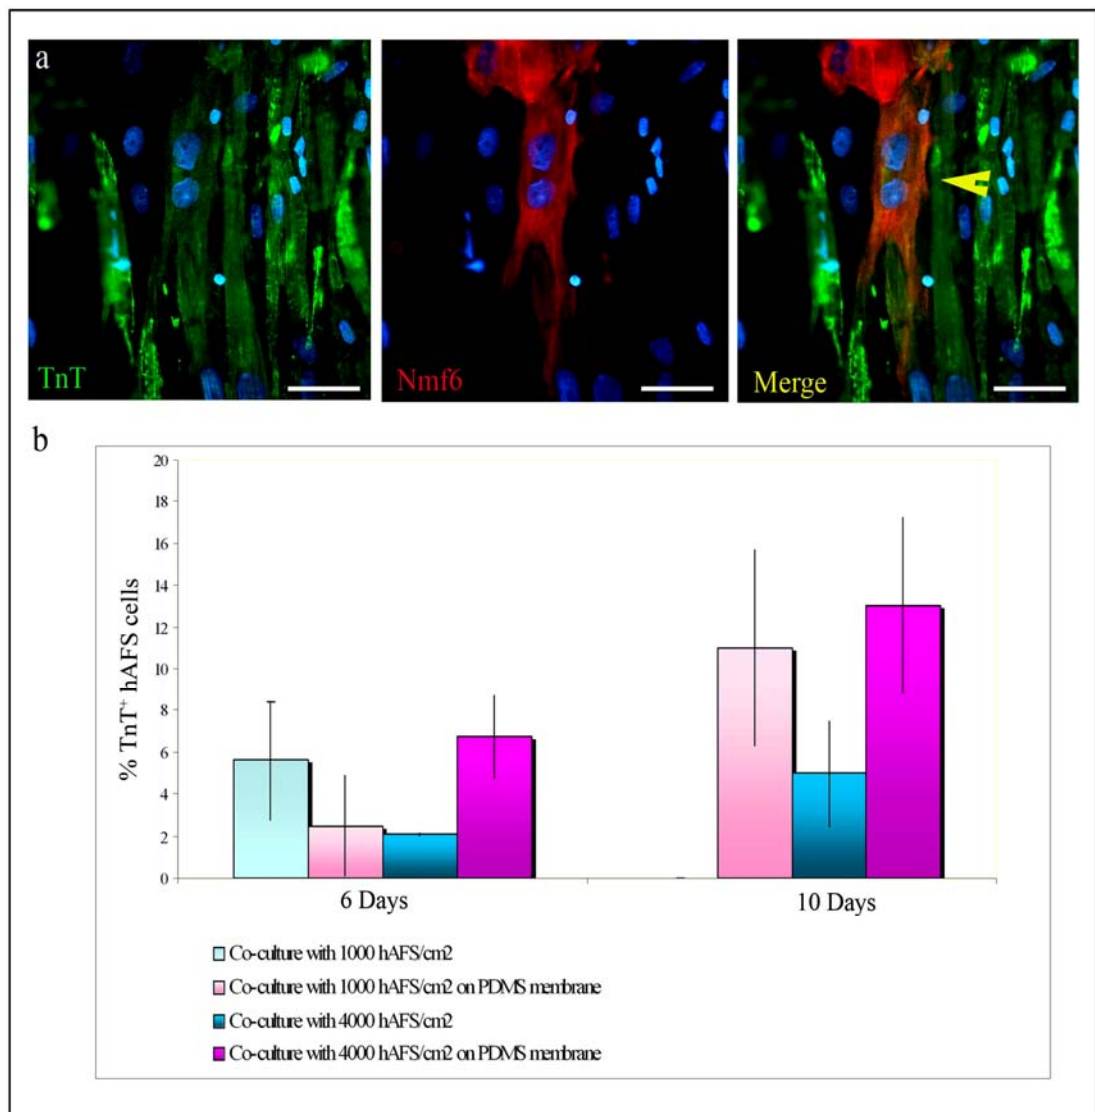 a
TnT
Nmf6
Merge
b
20
18
16
14
12
10
8
6
4
2
0
% TnT+ hAFS cells
6 Days
10 Days
Co-culture with 1000 hAFS/cm2
Co-culture with 1000 hAFS/cm2 on PDMS membrane
Co-culture with 4000 hAFS/cm2
Co-culture with 4000 hAFS/cm2 on PDMS membrane